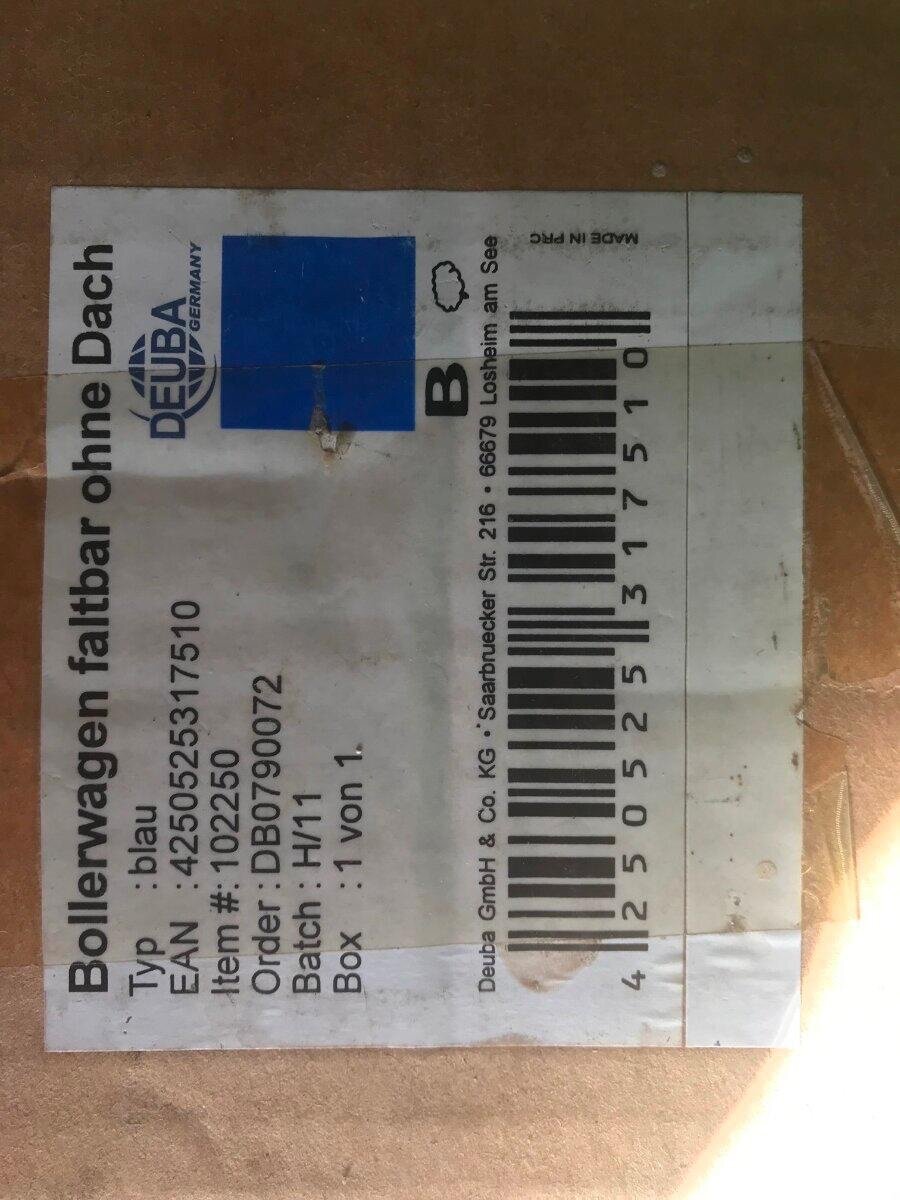 Bollerwagen faltbar ohne Dach
Typ : blau
EAN : 4250525317510
Item #: 102250
Order : DB0790072
Batch : H/11
Box : 1 von 1
DEUBA
GERMANY
B
Deuba GmbH & Co. KG • Saarbruecker Str. 216 • 66679 Losheim am See
4 250525 317510
MADE IN PRC